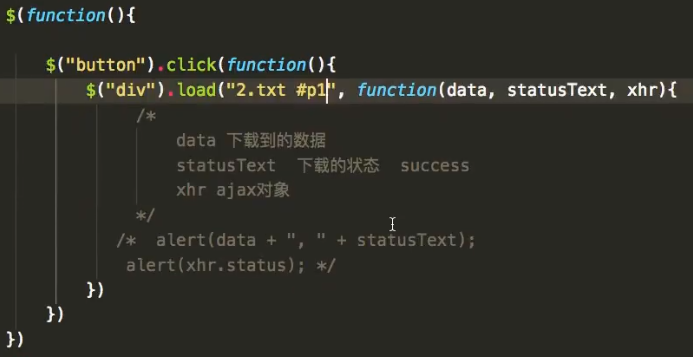 $(function(){
$("button").click(function(){
$("div").load("2.txt #p1", function(data, statusText, xhr){
/*
data 下载到的数据
statusText 下载的状态 success
xhr ajax对象
*/
/* alert(data + ", " + statusText);
alert(xhr.status); */
})
})
})